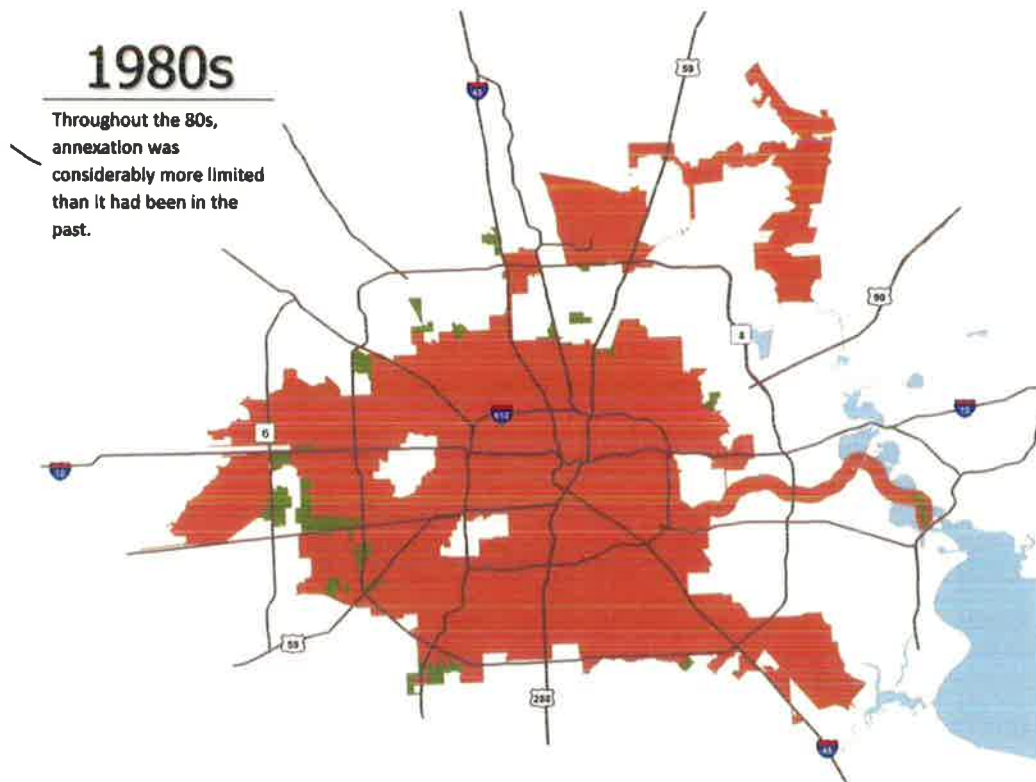 1980s
Throughout the 80s,
annexation was
considerably more limited
than it had been in the
past.
45
59
90
8
610
10
6
10
59
288
45